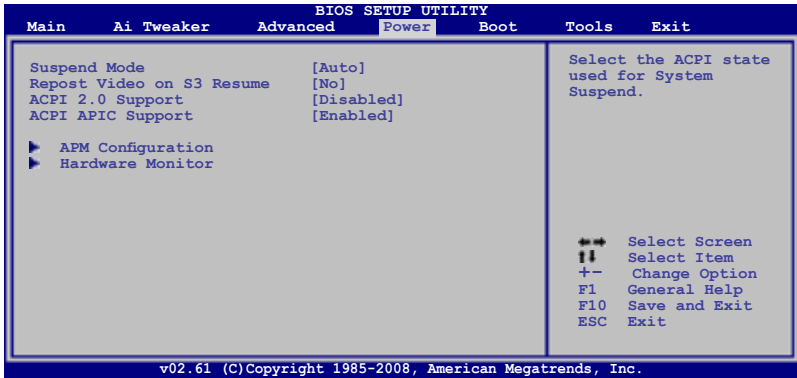 BIOS SETUP UTILITY
Main Ai Tweaker Advanced Power Boot Tools Exit
Suspend Mode [Auto]
Repost Video on S3 Resume [No]
ACPI 2.0 Support [Disabled]
ACPI APIC Support [Enabled]
APM Configuration
Hardware Monitor
Select the ACPI state
used for System
Suspend.
Select Screen
Select Item
+- Change Option
F1 General Help
F10 Save and Exit
ESC Exit
v02.61 (C)Copyright 1985-2008, American Megatrends, Inc.